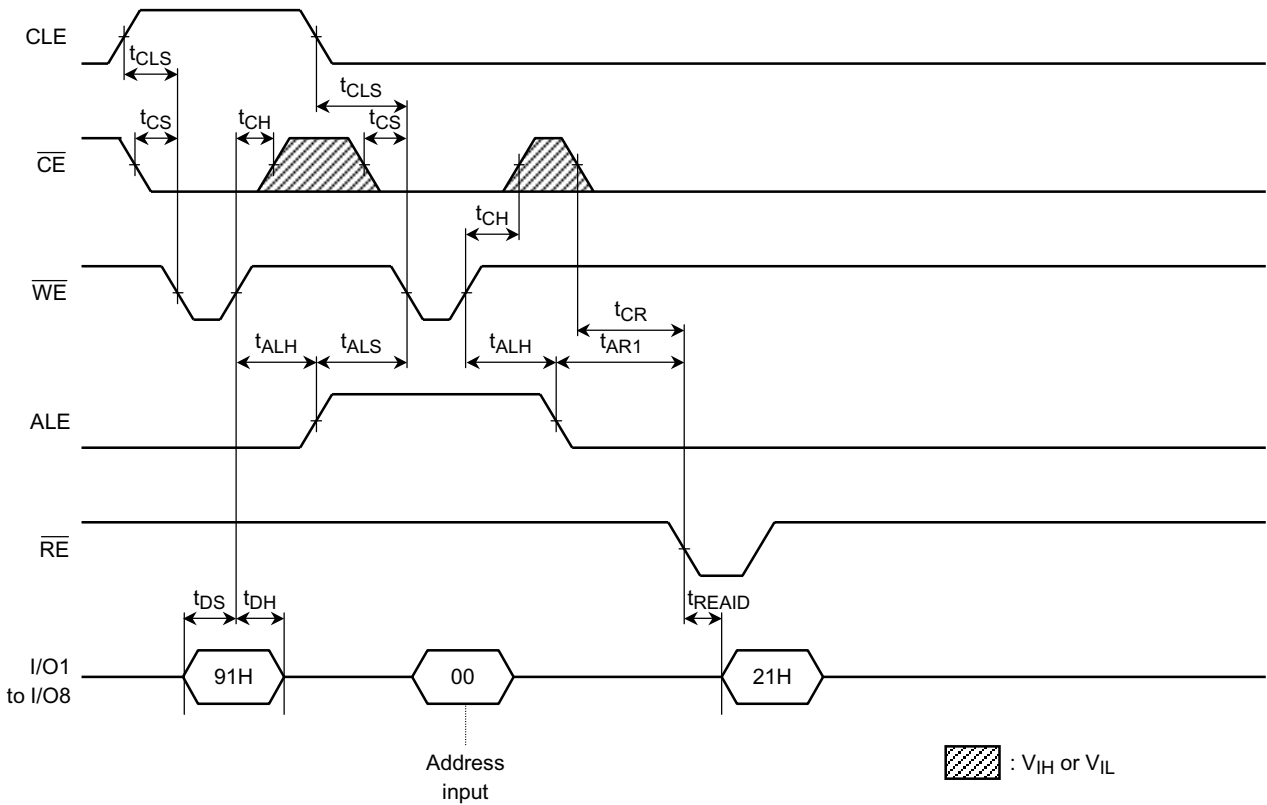 CLE
tCLS
tCLS
tCS
tCH
tCS
CE
tCH
WE
tCR
tALH
tALS
tALH
tAR1
ALE
RE
tDS
tDH
tREAID
I/O1
to I/O8
91H
00
21H
Address
input
: VIH or VIL